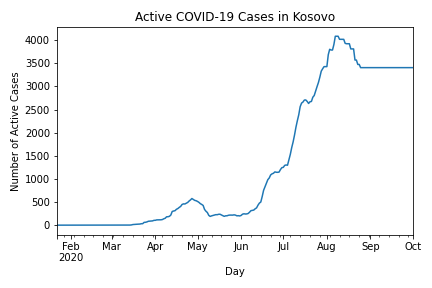 Active COVID-19 Cases in Kosovo
Number of Active Cases
4000
3500
3000
2500
2000
1500
1000
500
0
Feb Mar Apr May Jun Jul Aug Sep Oct
2020
Day